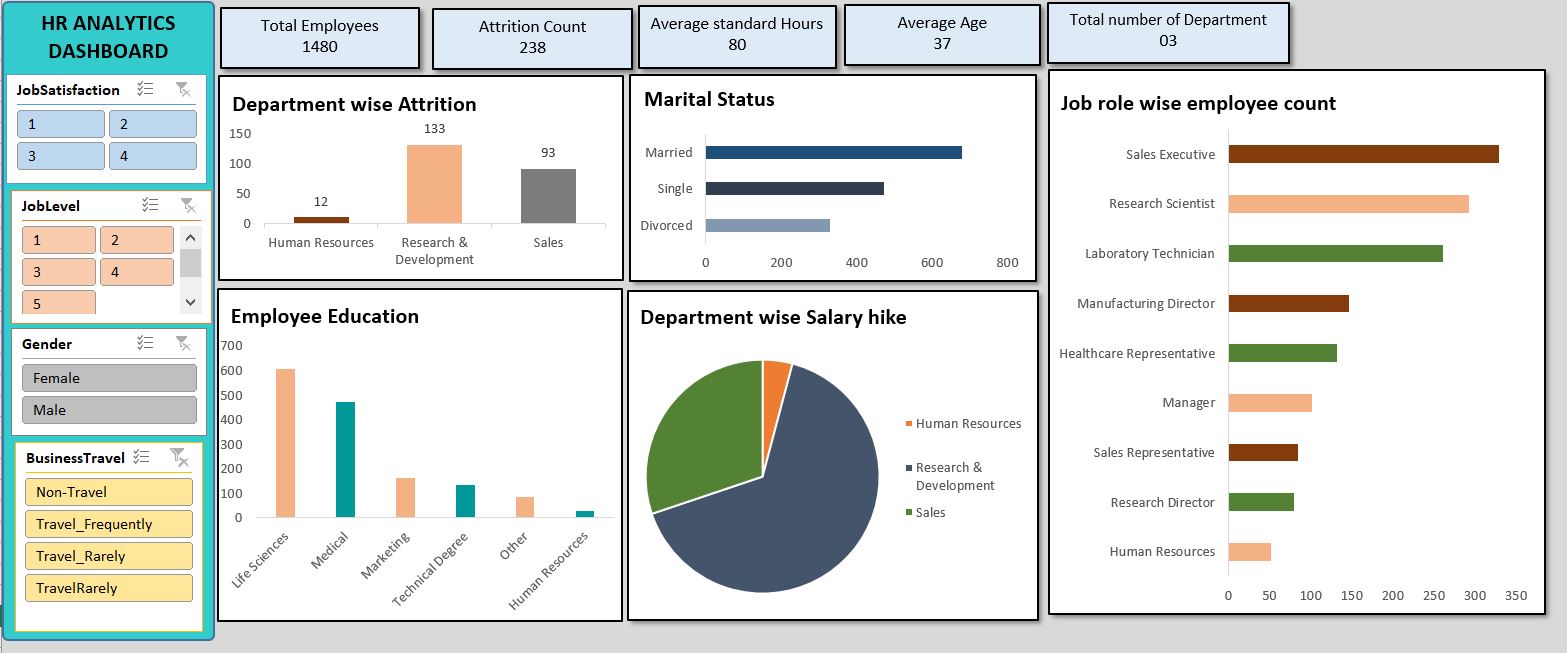 HR ANALYTICS
DASHBOARD
JobSatisfaction
1
2
3
4
JobLevel
1
2
3
4
5
Gender
Female
Male
BusinessTravel
Non-Travel
Travel_Frequently
Travel_Rarely
TravelRarely
Total Employees
1480
Attrition Count
238
Average standard Hours
80
Average Age
37
Total number of Department
03
Department wise Attrition
150
100
50
0
12
133
93
Human Resources
Research &
Development
Sales
Marital Status
Married
Single
Divorced
0 200 400 600 800
Employee Education
700
600
500
400
300
200
100
0
Life Sciences
Medical
Marketing
Technical Degree
Other
Human Resources
Department wise Salary hike
Human Resources
Research &
Development
Sales
Job role wise employee count
Sales Executive
Research Scientist
Laboratory Technician
Manufacturing Director
Healthcare Representative
Manager
Sales Representative
Research Director
Human Resources
0 50 100 150 200 250 300 350